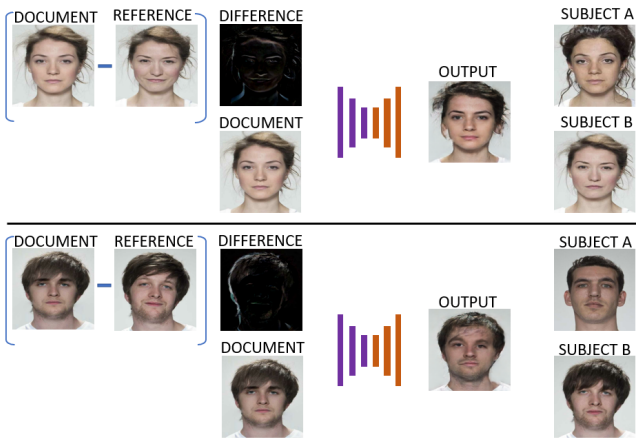 DOCUMENT REFERENCE DIFFERENCE SUBJECT A
OUTPUT
DOCUMENT
SUBJECT B
DOCUMENT REFERENCE DIFFERENCE SUBJECT A
OUTPUT
DOCUMENT SUBJECT B